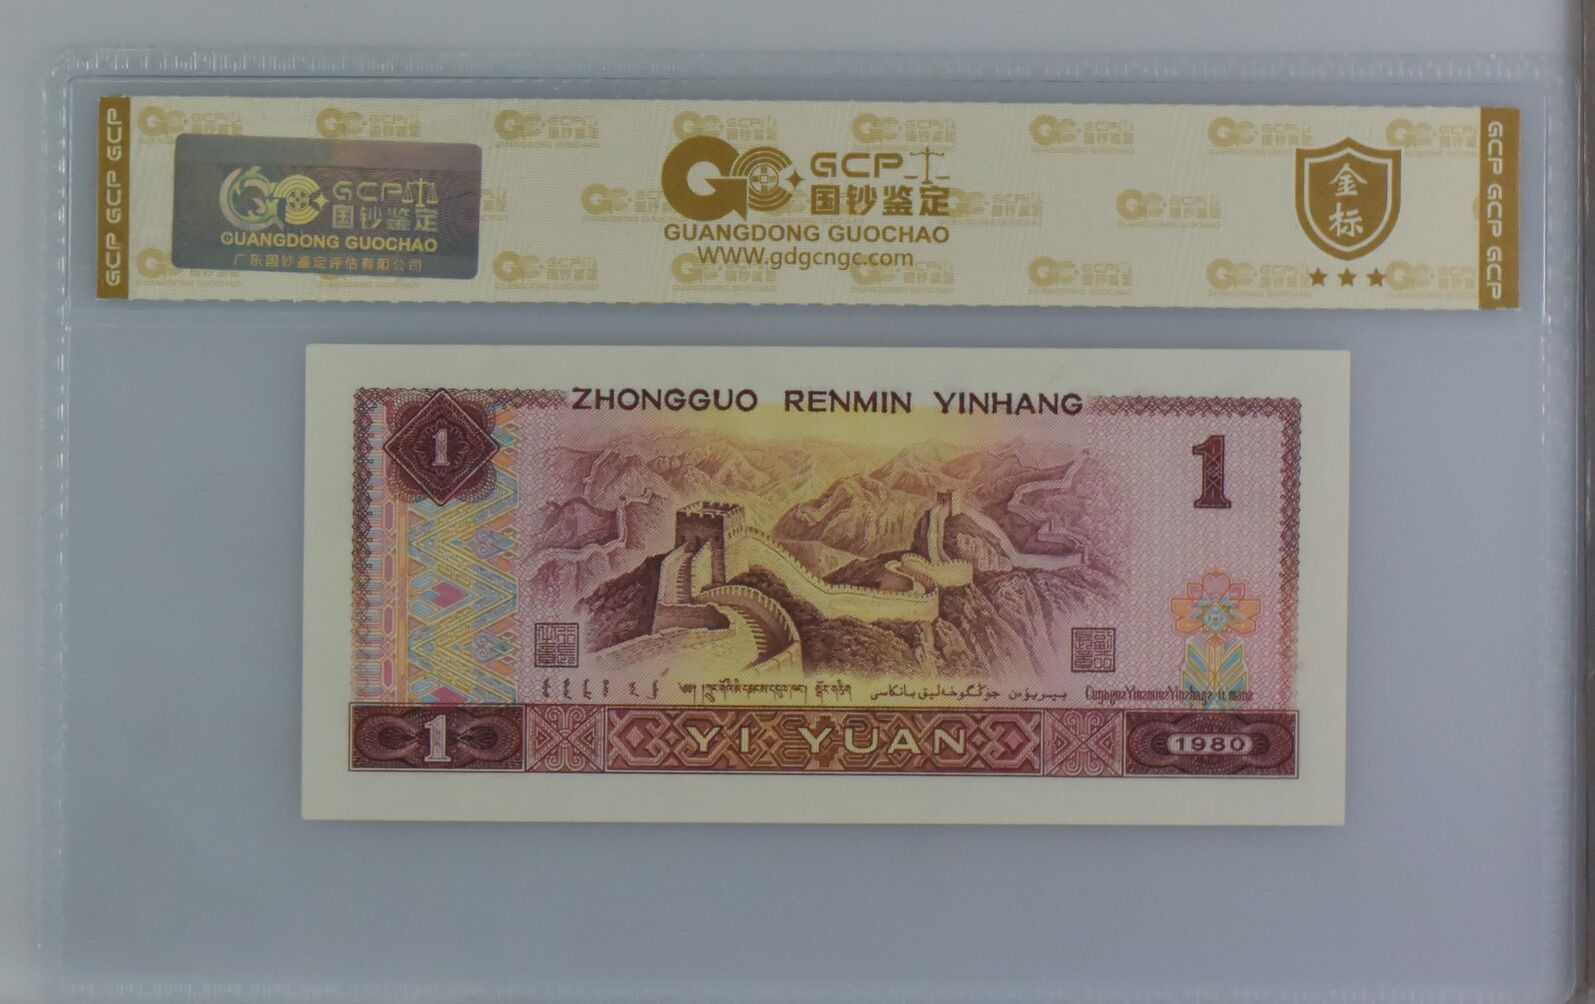 GCP GCP GCP
GCP
国钞鉴定
GUANGDONG GUOCHAO
广东国钞鉴定评估有限公司
GCP
国钞鉴定
GUANGDONG GUOCHAO
WWW.gdgcngc.com
金
标
GCP GCP GCP
ZHONGGUO RENMIN YINHANG
1
1
1
YI YUAN
1980